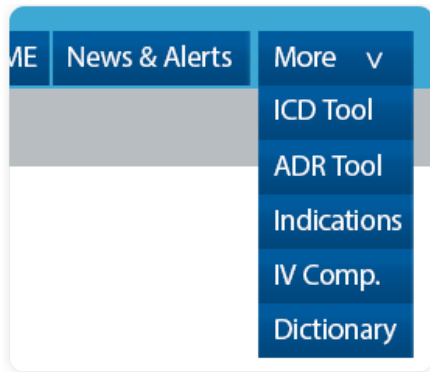 ME News & Alerts More v
ICD Tool
ADR Tool
Indications
IV Comp.
Dictionary